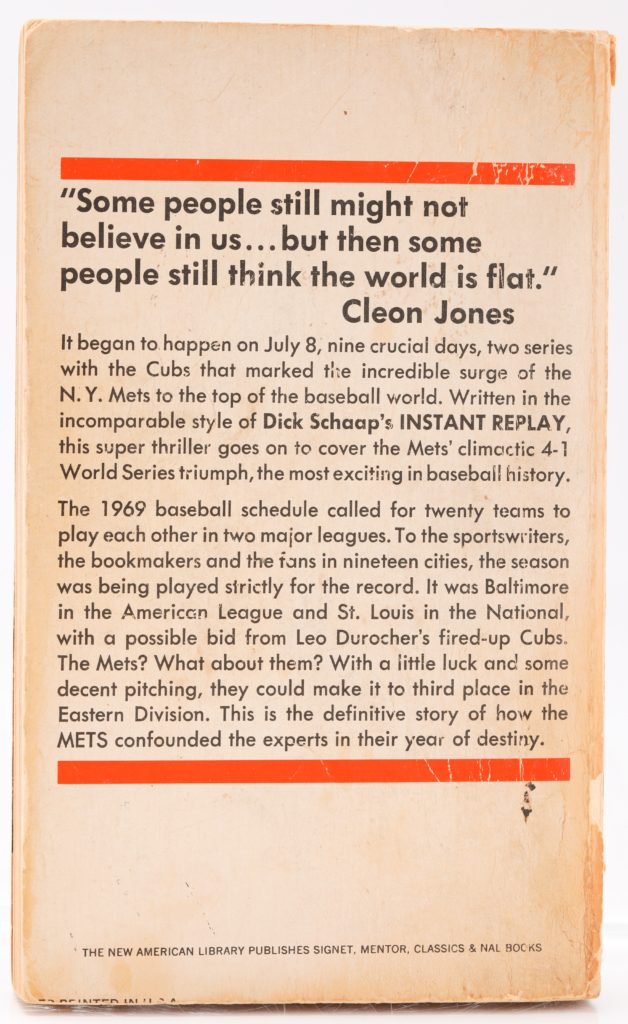 "Some people still might not
believe in us...but then some
people still think the world is flat."
Cleon Jones
It began to happen on July 8, nine crucial days, two series
with the Cubs that marked the incredible surge of the
N.Y. Mets to the top of the baseball world. Written in the
incomparable style of Dick Schaap's INSTANT REPLAY,
this super thriller goes on to cover the Mets' climactic 4-1
World Series triumph, the most exciting in baseball history.
The 1969 baseball schedule called for twenty teams to
play each other in two major leagues. To the sportswriters,
the bookmakers and the fans in nineteen cities, the season
was being played strictly for the record. It was Baltimore
in the American League and St. Louis in the National,
with a possible bid from Leo Durocher's fired-up Cubs.
The Mets? What about them? With a little luck and some
decent pitching, they could make it to third place in the
Eastern Division. This is the definitive story of how the
METS confounded the experts in their year of destiny.
THE NEW AMERICAN LIBRARY PUBLISHES SIGNET, MENTOR, CLASSICS & NAL BOOKS
PRINTED IN U.S.A.